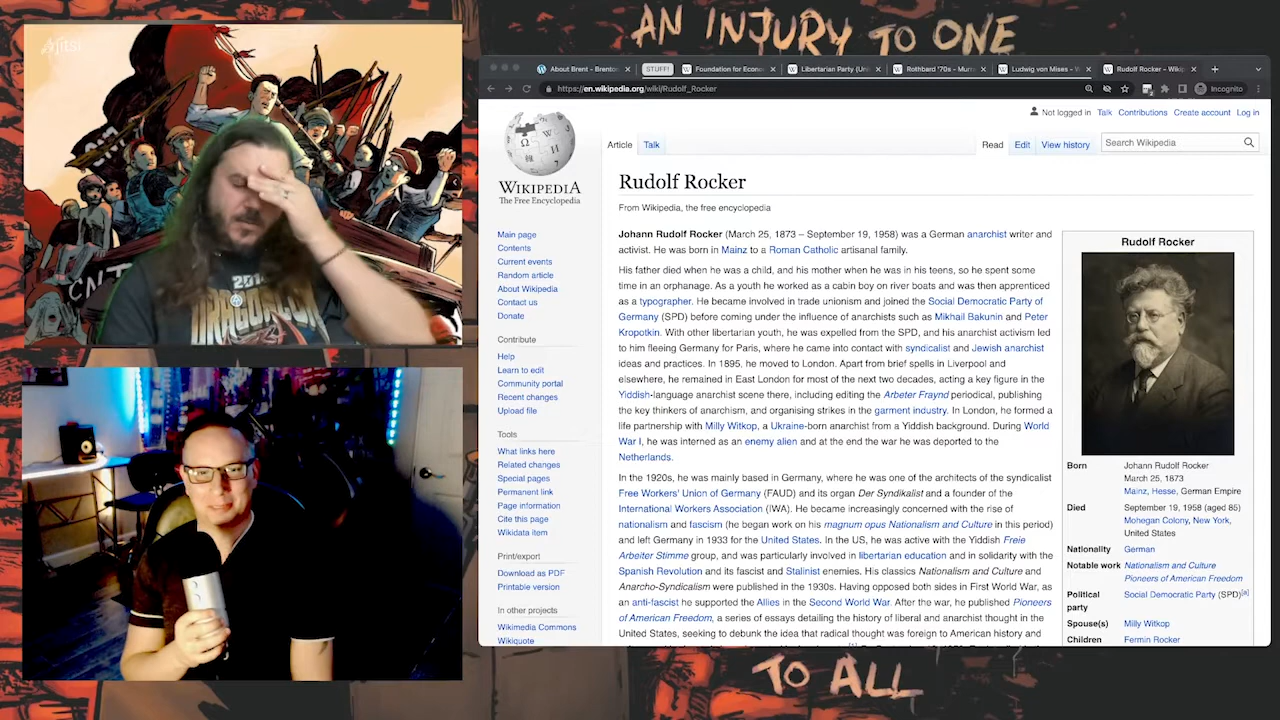 AN INJURY TO ONE
Jitsi
CNT
DRAGONCON
About Brent - Brento
STUFF!
Foundation for Econo
Libertarian Party (Uni
Rothbard '70s - Murr
Ludwig von Mises - W
Rudolf Rocker - Wiki
https://en.wikipedia.org/wiki/Rudolf_Rocker
Incognito
Not logged in Talk Contributions Create account Log in
Article Talk
Read Edit View history
Search Wikipedia
WIKIPEDIA
The Free Encyclopedia
Main page
Contents
Current events
Random article
About Wikipedia
Contact us
Donate
Contribute
Help
Learn to edit
Community portal
Recent changes
Upload file
Tools
What links here
Related changes
Special pages
Permanent link
Page information
Cite this page
Wikidata item
Print/export
Download as PDF
Printable version
In other projects
Wikimedia Commons
Wikiquote
Rudolf Rocker
From Wikipedia, the free encyclopedia
Johann Rudolf Rocker (March 25, 1873 – September 19, 1958) was a German anarchist writer and
activist. He was born in Mainz to a Roman Catholic artisanal family.
His father died when he was a child, and his mother when he was in his teens, so he spent some
time in an orphanage. As a youth he worked as a cabin boy on river boats and was then apprenticed
as a typographer. He became involved in trade unionism and joined the Social Democratic Party of
Germany (SPD) before coming under the influence of anarchists such as Mikhail Bakunin and Peter
Kropotkin. With other libertarian youth, he was expelled from the SPD, and his anarchist activism led
to him fleeing Germany for Paris, where he came into contact with syndicalist and Jewish anarchist
ideas and practices. In 1895, he moved to London. Apart from brief spells in Liverpool and
elsewhere, he remained in East London for most of the next two decades, acting a key figure in the
Yiddish-language anarchist scene there, including editing the Arbeter Fraynd periodical, publishing
the key thinkers of anarchism, and organising strikes in the garment industry. In London, he formed a
life partnership with Milly Witkop, a Ukraine-born anarchist from a Yiddish background. During World
War I, he was interned as an enemy alien and at the end the war he was deported to the
Netherlands.
In the 1920s, he was mainly based in Germany, where he was one of the architects of the syndicalist
Free Workers' Union of Germany (FAUD) and its organ Der Syndikalist and a founder of the
International Workers Association (IWA). He became increasingly concerned with the rise of
nationalism and fascism (he began work on his magnum opus Nationalism and Culture in this period)
and left Germany in 1933 for the United States. In the US, he was active with the Yiddish Freie
Arbeiter Stimme group, and was particularly involved in libertarian education and in solidarity with the
Spanish Revolution and its fascist and Stalinist enemies. His classics Nationalism and Culture and
Anarcho-Syndicalism were published in the 1930s. Having opposed both sides in First World War, as
an anti-fascist he supported the Allies in the Second World War. After the war, he published Pioneers
of American Freedom, a series of essays detailing the history of liberal and anarchist thought in the
United States, seeking to debunk the idea that radical thought was foreign to American history and
Rudolf Rocker
Born Johann Rudolf Rocker
March 25, 1873
Mainz, Hesse, German Empire
Died September 19, 1958 (aged 85)
Mohegan Colony, New York,
United States
Nationality German
Notable work Nationalism and Culture
Pioneers of American Freedom
Political party Social Democratic Party (SPD)[a]
Spouse(s) Milly Witkop
Children Fermin Rocker
TO ALL